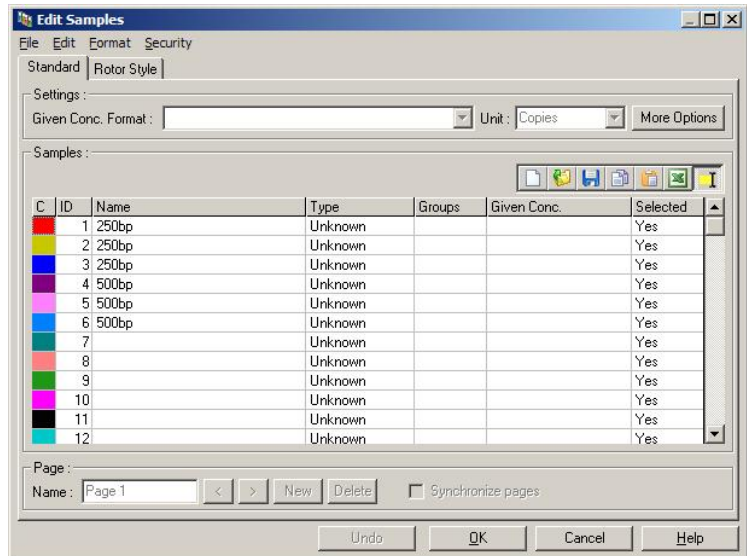 Edit Samples
File Edit Format Security
Standard Rotor Style
Settings :
Given Conc. Format : Unit : Copies More Options
Samples :
C ID Name Type Groups Given Conc. Selected
1 250bp Unknown Yes
2 250bp Unknown Yes
3 250bp Unknown Yes
4 500bp Unknown Yes
5 500bp Unknown Yes
6 500bp Unknown Yes
7 Unknown Yes
8 Unknown Yes
9 Unknown Yes
10 Unknown Yes
11 Unknown Yes
12 Unknown Yes
Page :
Name : Page 1 < > New Delete Synchronize pages
Undo OK Cancel Help